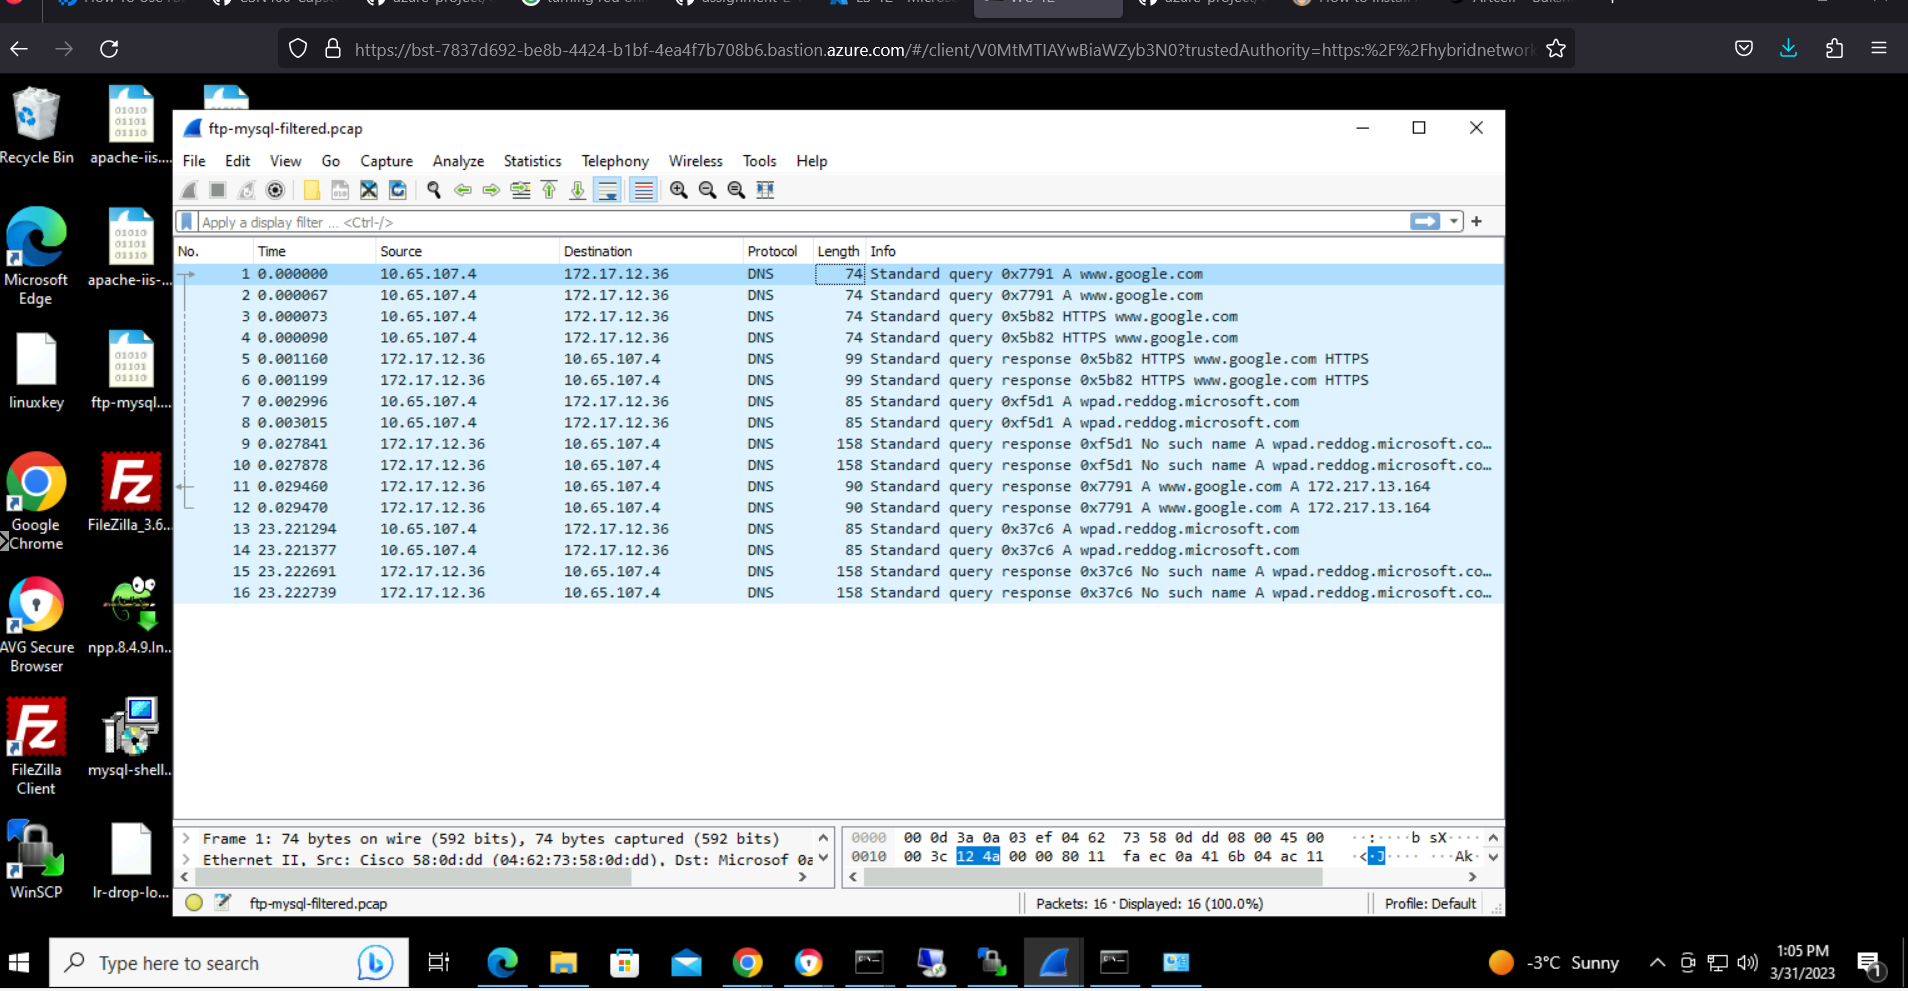 https://bst-7837d692-be8b-4424-b1bf-4ea4f7b708b6.bastion.azure.com/#/client/V0MtMTIAYwBiaWZyb3N0?trustedAuthority=https:%2F%2Fhybridnetwork
Recycle Bin
apache-iis....
Microsoft Edge
apache-iis-...
linuxkey
ftp-mysql....
Google Chrome
FileZilla_3.6...
AVG Secure Browser
npp.8.4.9.In...
FileZilla Client
mysql-shell...
WinSCP
lr-drop-lo...
ftp-mysql-filtered.pcap
File Edit View Go Capture Analyze Statistics Telephony Wireless Tools Help
Apply a display filter ... <Ctrl-/>
No. Time Source Destination Protocol Length Info
1 0.000000 10.65.107.4 172.17.12.36 DNS 74 Standard query 0x7791 A www.google.com
2 0.000067 10.65.107.4 172.17.12.36 DNS 74 Standard query 0x7791 A www.google.com
3 0.000073 10.65.107.4 172.17.12.36 DNS 74 Standard query 0x5b82 HTTPS www.google.com
4 0.000090 10.65.107.4 172.17.12.36 DNS 74 Standard query 0x5b82 HTTPS www.google.com
5 0.001160 172.17.12.36 10.65.107.4 DNS 99 Standard query response 0x5b82 HTTPS www.google.com HTTPS
6 0.001199 172.17.12.36 10.65.107.4 DNS 99 Standard query response 0x5b82 HTTPS www.google.com HTTPS
7 0.002996 10.65.107.4 172.17.12.36 DNS 85 Standard query 0xf5d1 A wpad.reddog.microsoft.com
8 0.003015 10.65.107.4 172.17.12.36 DNS 85 Standard query 0xf5d1 A wpad.reddog.microsoft.com
9 0.027841 172.17.12.36 10.65.107.4 DNS 158 Standard query response 0xf5d1 No such name A wpad.reddog.microsoft.co...
10 0.027878 172.17.12.36 10.65.107.4 DNS 158 Standard query response 0xf5d1 No such name A wpad.reddog.microsoft.co...
11 0.029460 172.17.12.36 10.65.107.4 DNS 90 Standard query response 0x7791 A www.google.com A 172.217.13.164
12 0.029470 172.17.12.36 10.65.107.4 DNS 90 Standard query response 0x7791 A www.google.com A 172.217.13.164
13 23.221294 10.65.107.4 172.17.12.36 DNS 85 Standard query 0x37c6 A wpad.reddog.microsoft.com
14 23.221377 10.65.107.4 172.17.12.36 DNS 85 Standard query 0x37c6 A wpad.reddog.microsoft.com
15 23.222691 172.17.12.36 10.65.107.4 DNS 158 Standard query response 0x37c6 No such name A wpad.reddog.microsoft.co...
16 23.222739 172.17.12.36 10.65.107.4 DNS 158 Standard query response 0x37c6 No such name A wpad.reddog.microsoft.co...
Frame 1: 74 bytes on wire (592 bits), 74 bytes captured (592 bits)
Ethernet II, Src: Cisco 58:0d:dd (04:62:73:58:0d:dd), Dst: Microsof 0a
0000 00 0d 3a 0a 03 ef 04 62 73 58 0d dd 08 00 45 00 ··:····b sX····
0010 00 3c 12 4a 00 00 80 11 fa ec 0a 41 6b 04 ac 11 ·<·J···· ···Ak·
ftp-mysql-filtered.pcap
Packets: 16 · Displayed: 16 (100.0%)
Profile: Default
Type here to search
-3°C Sunny
1:05 PM
3/31/2023
1